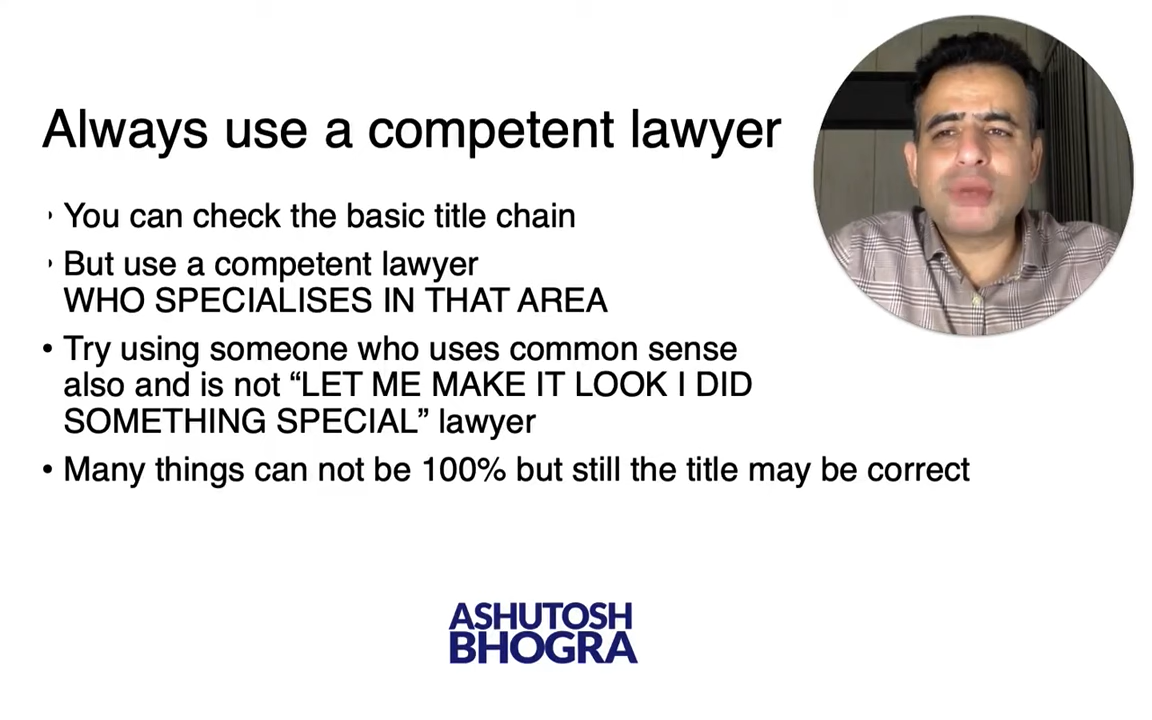 Always use a competent lawyer
You can check the basic title chain
But use a competent lawyer
WHO SPECIALISES IN THAT AREA
• Try using someone who uses common sense
also and is not “LET ME MAKE IT LOOK I DID
SOMETHING SPECIAL” lawyer
• Many things can not be 100% but still the title may be correct
ASHUTOSH
BHOGRA